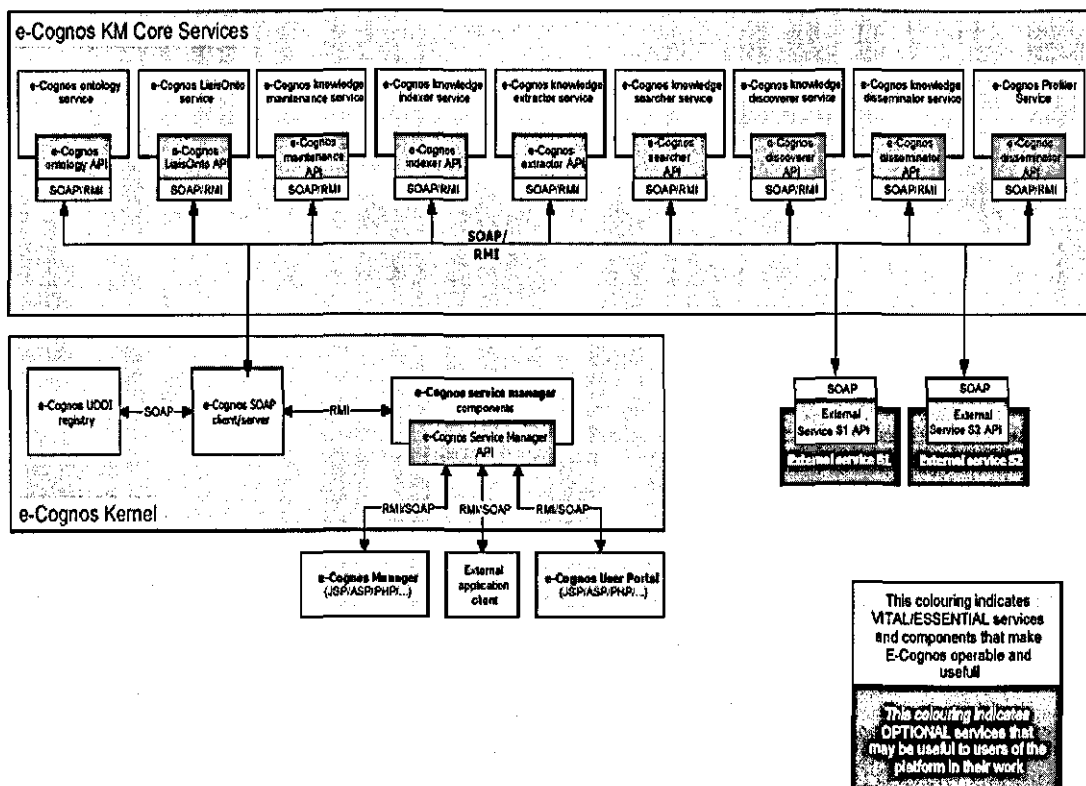 e-Cognos KM Core Services
e-Cognos ontology
service
e-Cognos ontology API
SOAP/RMI
e-Cognos LiaisOnto
service
e-Cognos
LiaisOnto API
SOAP/RMI
e-Cognos knowledge
maintenance service
e-Cognos
maintenance
API
SOAP/RMI
e-Cognos knowledge
indexer service
e-Cognos
indexer API
SOAP/RMI
e-Cognos knowledge
extractor service
e-Cognos
extractor API
SOAP/RMI
e-Cognos knowledge
searcher service
e-Cognos
searcher
API
SOAP/RMI
e-Cognos knowledge
discoverer service
e-Cognos
discoverer
API
SOAP/RMI
e-Cognos knowledge
disseminator service
e-Cognos
disseminator
API
SOAP/RMI
e-Cognos Profiler
Service
e-Cognos
disseminator
API
SOAP/RMI
SOAP/
RMI
e-Cognos UDDI
registry
SOAP
e-Cognos SOAP
client/server
RMI
e-Cognos service manager
components
e-Cognos Service Manager
API
e-Cognos Kernel
RMI/SOAP
RMI/SOAP
RMI/SOAP
e-Cognos Manager
(JSP/ASP/PHP/...)
External
application
client
e-Cognos User Portal
(JSP/ASP/PHP/...)
SOAP
External
Service S1 API
External service S1
SOAP
External
Service S3 API
External service S2
This colouring indicates
VITAL/ESSENTIAL services
and components that make
E-Cognos operable and
usefull
This colouring indicates
OPTIONAL services that
may be useful to users of the
platform in their work